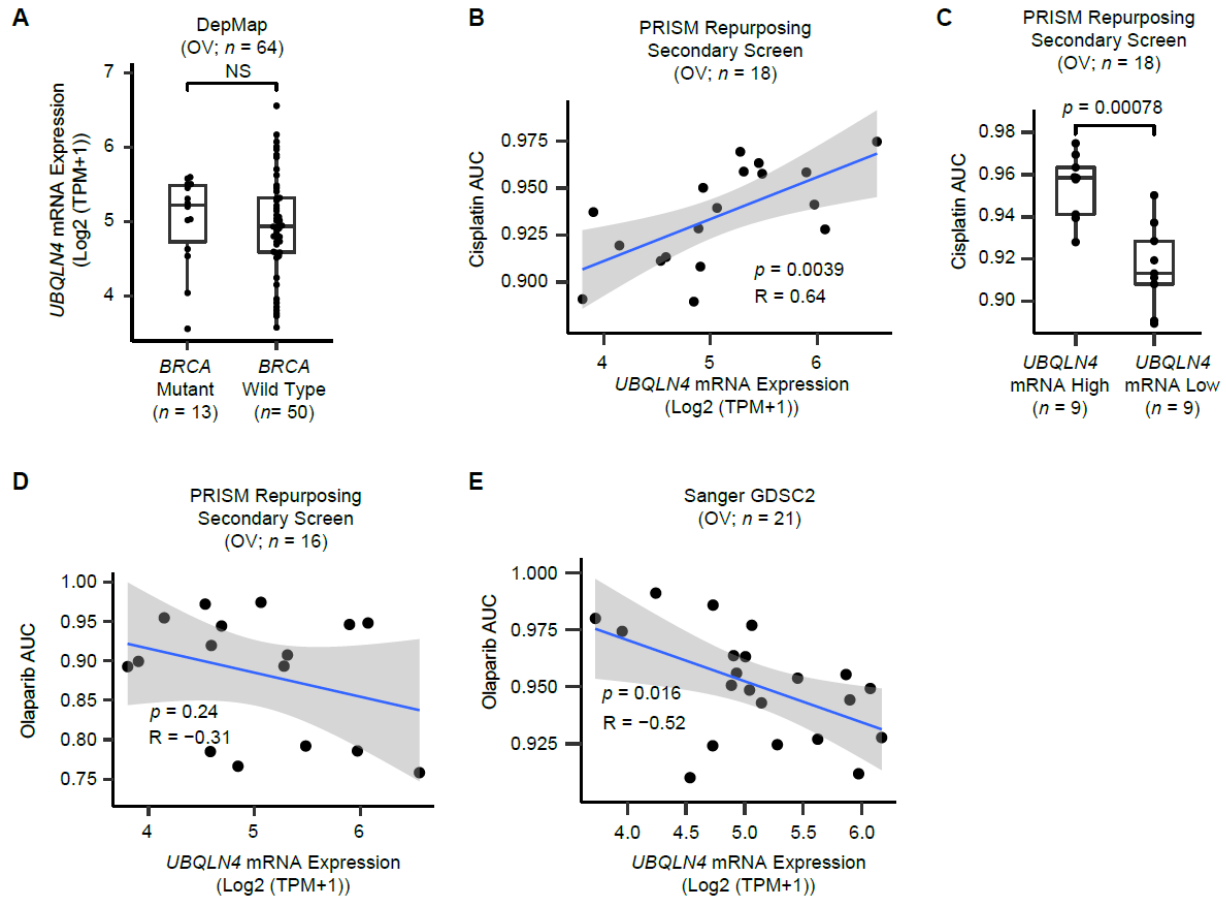 A
DepMap
(OV; n = 64)
NS
UBQLN4 mRNA Expression
(Log2 (TPM+1))
7
6
5
4
BRCA
Mutant
(n = 13)
BRCA
Wild Type
(n= 50)
B
PRISM Repurposing
Secondary Screen
(OV; n = 18)
Cisplatin AUC
0.975
0.950
0.925
0.900
p = 0.0039
R = 0.64
4 5 6
UBQLN4 mRNA Expression
(Log2 (TPM+1))
C
PRISM Repurposing
Secondary Screen
(OV; n = 18)
p = 0.00078
Cisplatin AUC
0.98
0.96
0.94
0.92
0.90
UBQLN4
mRNA High
(n = 9)
UBQLN4
mRNA Low
(n = 9)
D
PRISM Repurposing
Secondary Screen
(OV; n = 16)
Olaparib AUC
1.00
0.95
0.90
0.85
0.80
0.75
p = 0.24
R = −0.31
4 5 6
UBQLN4 mRNA Expression
(Log2 (TPM+1))
E
Sanger GDSC2
(OV; n = 21)
Olaparib AUC
1.000
0.975
0.950
0.925
p = 0.016
R = −0.52
4.0 4.5 5.0 5.5 6.0
UBQLN4 mRNA Expression
(Log2 (TPM+1))